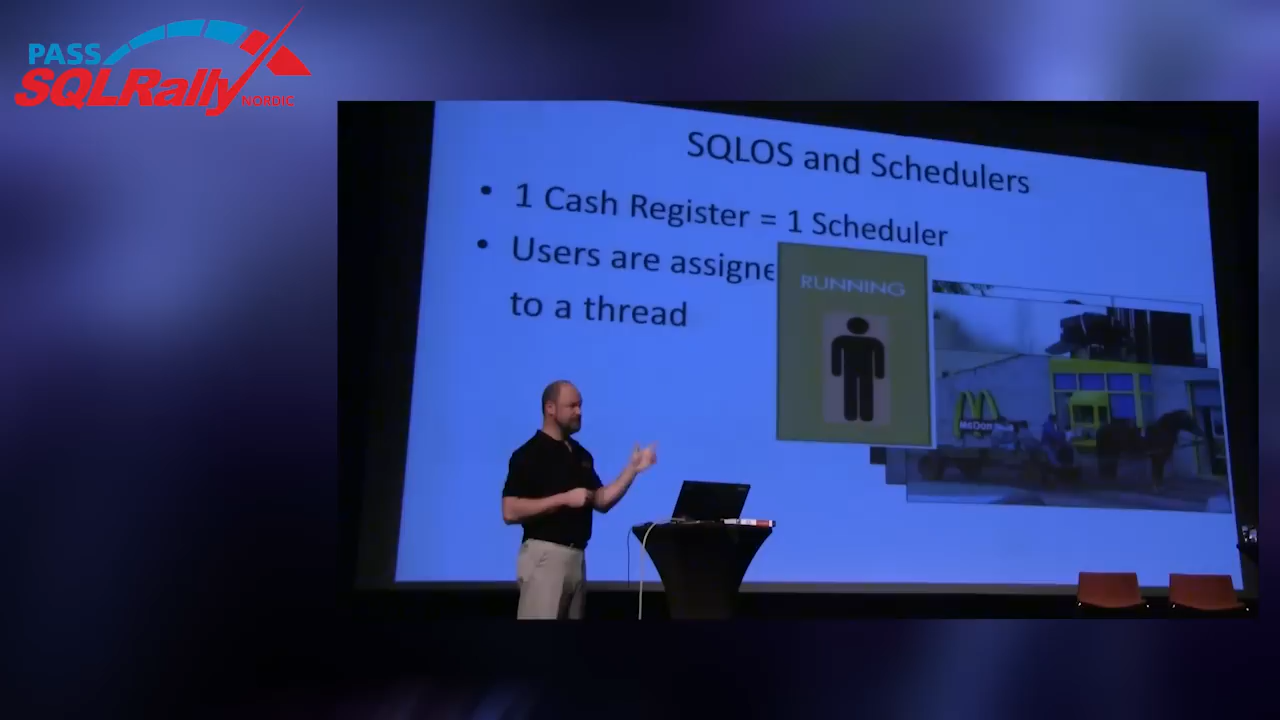 PASS
SQLRally
NORDIC
SQLOS and Schedulers
• 1 Cash Register = 1 Scheduler
• Users are assigne
to a thread
RUNNING